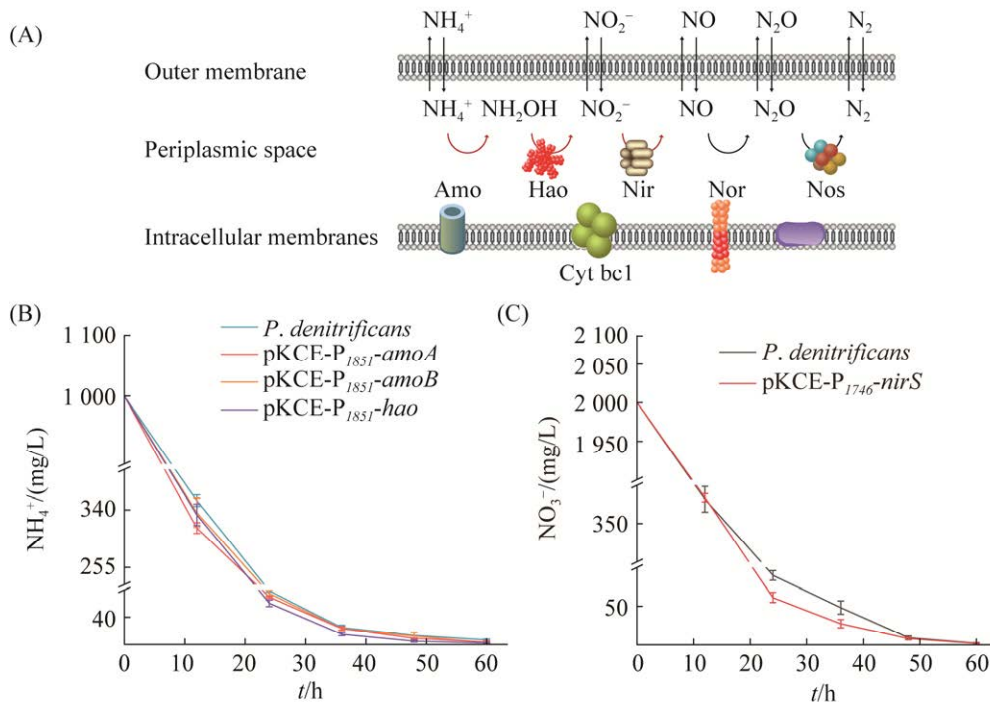 (A)
NH₄⁺ NO₂⁻ NO N₂O N₂
Outer membrane
NH₄⁺ NH₂OH NO₂⁻ NO N₂O N₂
Periplasmic space
Amo Hao Nir Nor Nos
Intracellular membranes
Cyt bc1
(B)
1 100
1 000
340
255
40
NH₄⁺/(mg/L)
P. denitrificans
pKCE-P₁₈₅₁-amoA
pKCE-P₁₈₅₁-amoB
pKCE-P₁₈₅₁-hao
0 10 20 30 40 50 60
t/h
(C)
2 100
2 050
2 000
1 950
350
50
NO₃⁻/(mg/L)
P. denitrificans
pKCE-P₁₇₄₆-nirS
0 10 20 30 40 50 60
t/h